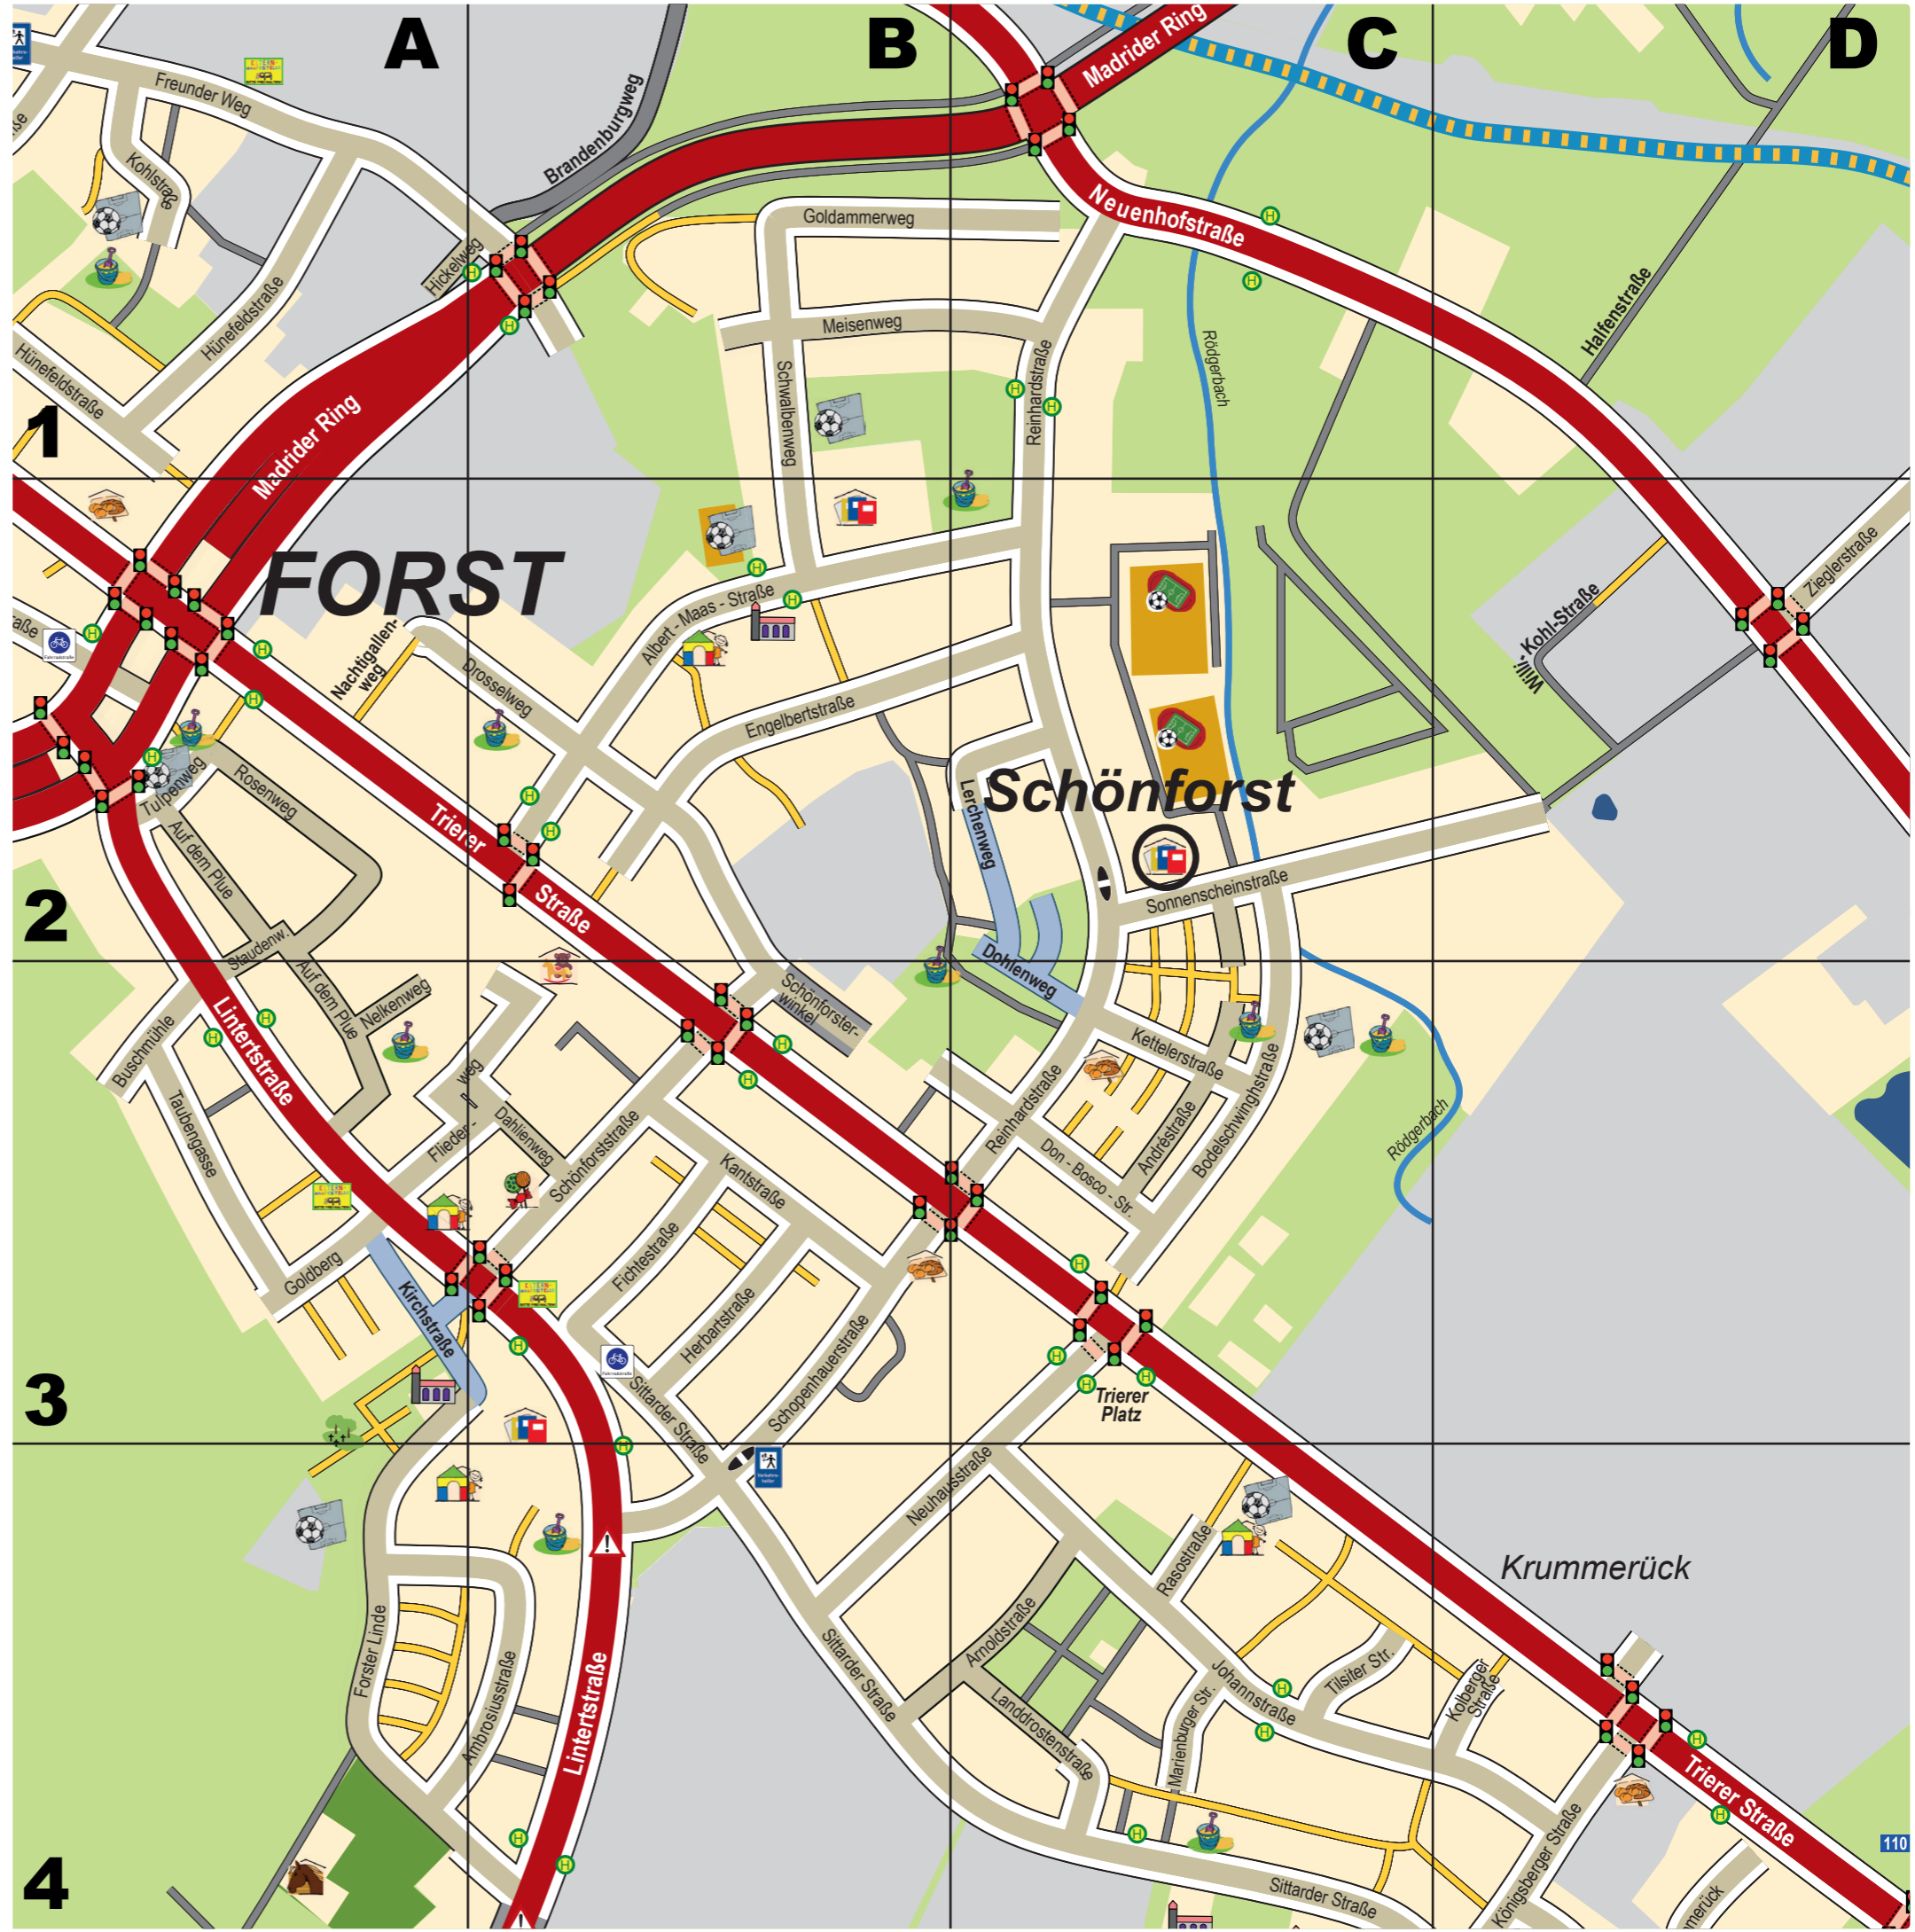 A
B
C
D
1
2
3
4
Madrider Ring
Freunder Weg
Brandenburgweg
Kohlstraße
Goldammerweg
Neuenhofstraße
Hickelweg
Hünefeldstraße
Hünefeldstraße
Meisenweg
Halfenstraße
Rödgerbach
Schwalbenweg
Reinhardstraße
Madrider Ring
FORST
Zieglerstraße
Albert - Maas - Straße
Nachtigallen-
weg
Drosselweg
Willi-Kohl-Straße
Engelbertstraße
Tulpenweg
Rosenweg
Schönforst
Lerchenweg
Trierer
Straße
Auf dem Plue
Sonnenscheinstraße
Staudenw.
Dohlenweg
Auf dem Plue
Nelkenweg
Schönforster-
winkel
Lintertstraße
Buschmühle
Kettelerstraße
Taubengasse
Flieder-
weg
Dahlienweg
Schönforststraße
Reinhardstraße
Don - Bosco - Str.
Andréstraße
Bodelschwinghstraße
Rödgerbach
Kantstraße
Goldberg
Fichtestraße
Herbartstraße
Kirchstraße
Schopenhauerstraße
Sittarder Straße
Trierer
Platz
Neuhausstraße
Rasostraße
Krummerück
Forster Linde
Ambrosiusstraße
Lintertstraße
Sittarder Straße
Arnoldstraße
Landdrostenstraße
Marienburger Str.
Johannstraße
Tilsiter Str.
Kolberger
Straße
Trierer Straße
Königsberger Straße
Sittarder Straße
110
merück
aße
H